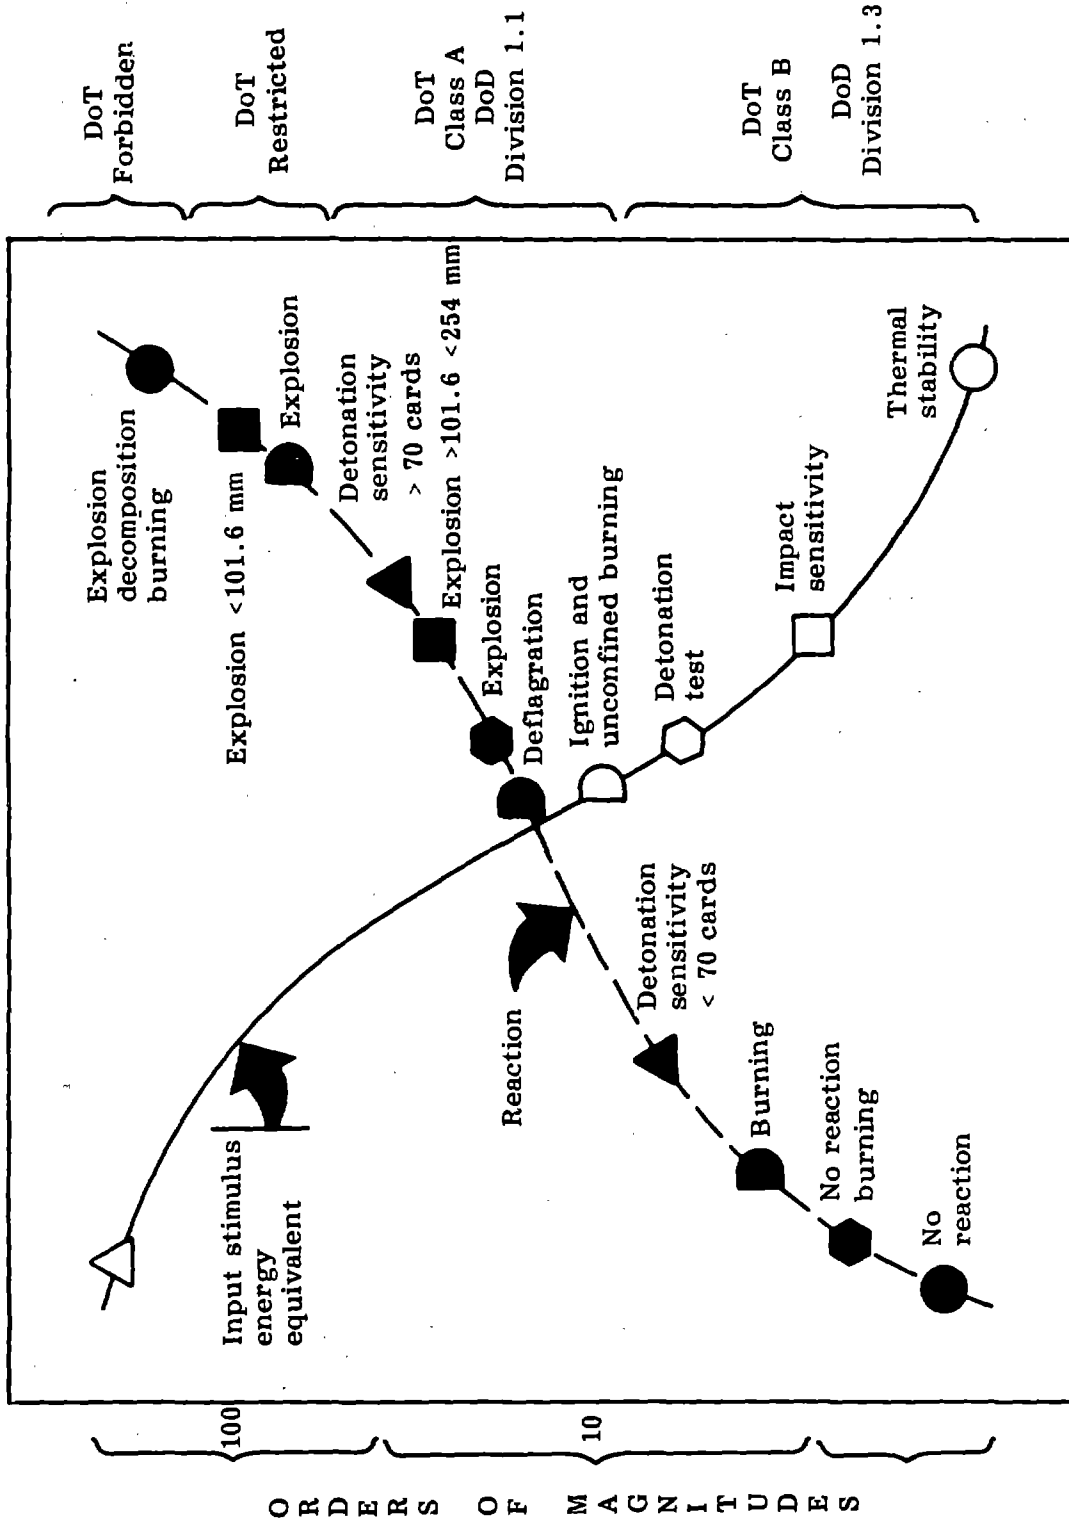 ORDERS OF MAGNITUDES
100
10
Input stimulus
energy
equivalent
Reaction
Explosion
decomposition
burning
Explosion <101.6 mm
Explosion
Detonation
sensitivity
> 70 cards
Explosion >101.6 <254 mm
Explosion
Deflagration
Ignition and
unconfined burning
Detonation
test
Detonation
sensitivity
< 70 cards
Burning
No reaction
burning
No
reaction
Impact
sensitivity
Thermal
stability
DoT
Forbidden
DoT
Restricted
DoT
Class A
DoD
Division 1.1
DoT
Class B
DoD
Division 1.3